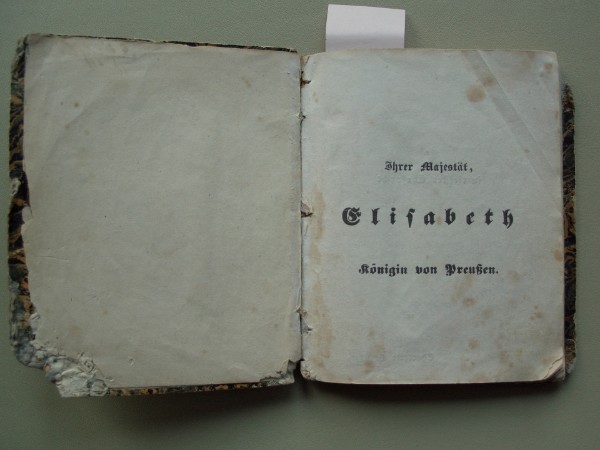 Ihrer Majestät,
Elisabeth
Königin von Preußen.